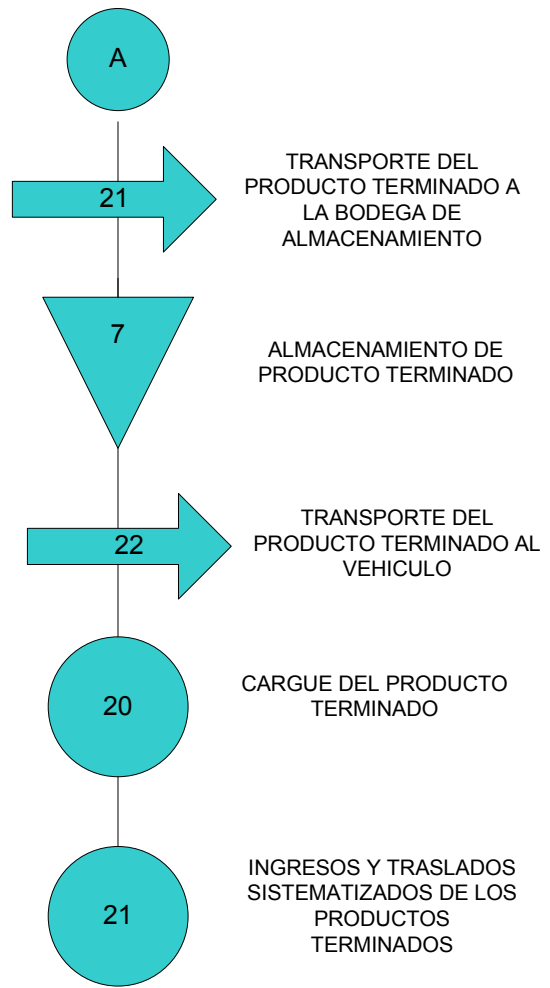 A
21
TRANSPORTE DEL
PRODUCTO TERMINADO A
LA BODEGA DE
ALMACENAMIENTO
7
ALMACENAMIENTO DE
PRODUCTO TERMINADO
22
TRANSPORTE DEL
PRODUCTO TERMINADO AL
VEHICULO
20
CARGUE DEL PRODUCTO
TERMINADO
21
INGRESOS Y TRASLADOS
SISTEMATIZADOS DE LOS
PRODUCTOS
TERMINADOS